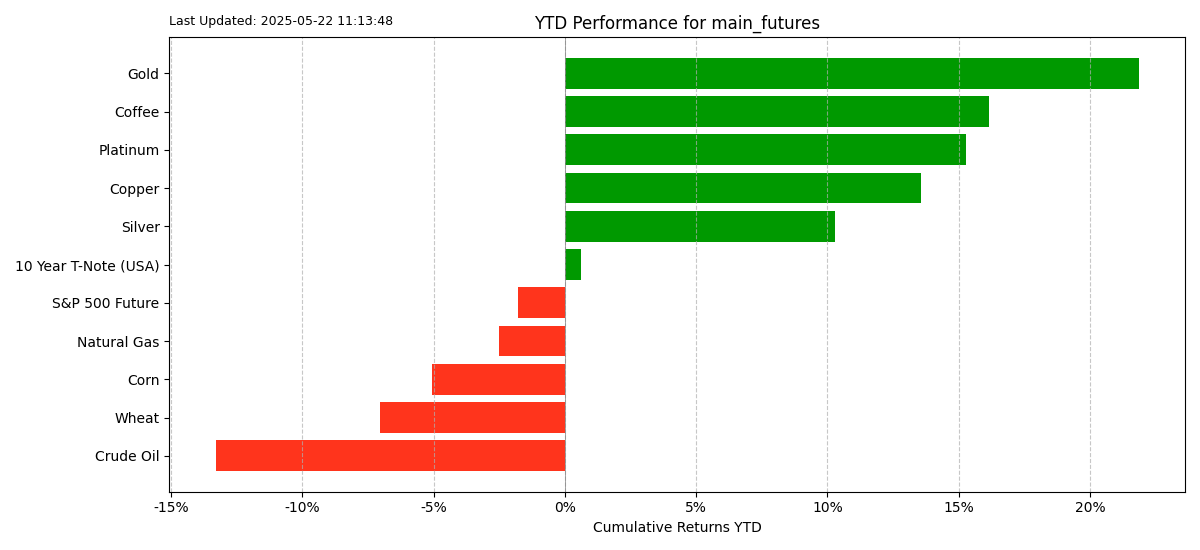 Last Updated: 2025-05-22 11:13:48
YTD Performance for main_futures
Gold
Coffee
Platinum
Copper
Silver
10 Year T-Note (USA)
S&P 500 Future
Natural Gas
Corn
Wheat
Crude Oil
-15% -10% -5% 0% 5% 10% 15% 20%
Cumulative Returns YTD